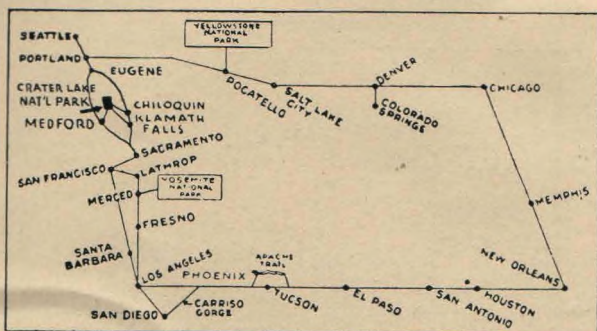 YELLOWSTONE
NATIONAL
PARK
SEATTLE
PORTLAND
EUGENE
CRATER LAKE
NAT'L PARK
CHILOQUIN
KLAMATH
FALLS
MEDFORD
SACRAMENTO
POCATELLO
SALT LAKE
CITY
DENVER
COLORADO
SPRINGS
CHICAGO
SAN FRANCISCO
LATHROP
YOSEMITE
NATIONAL
PARK
MERCED
FRESNO
MEMPHIS
SANTA
BARBARA
LOS ANGELES
PHOENIX
APACHE
TRAIL
NEW ORLEANS
SAN DIEGO
CARRISO
GORGE
TUCSON
EL PASO
SAN ANTONIO
HOUSTON